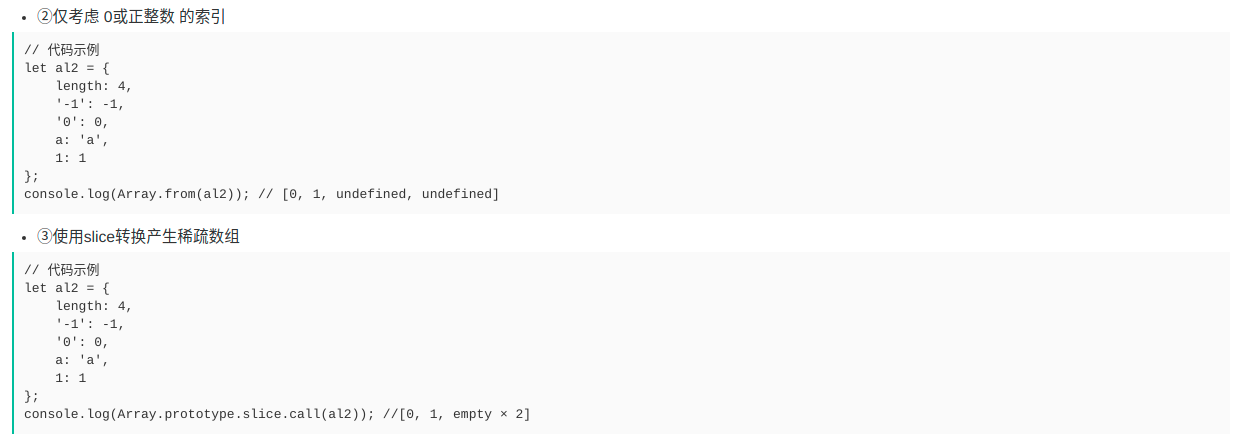 • ②仅考虑 0或正整数 的索引
// 代码示例
let al2 = {
    length: 4,
    '-1': -1,
    '0': 0,
    a: 'a',
    1: 1
};
console.log(Array.from(al2)); // [0, 1, undefined, undefined]
• ③使用slice转换产生稀疏数组
// 代码示例
let al2 = {
    length: 4,
    '-1': -1,
    '0': 0,
    a: 'a',
    1: 1
};
console.log(Array.prototype.slice.call(al2)); //[0, 1, empty × 2]